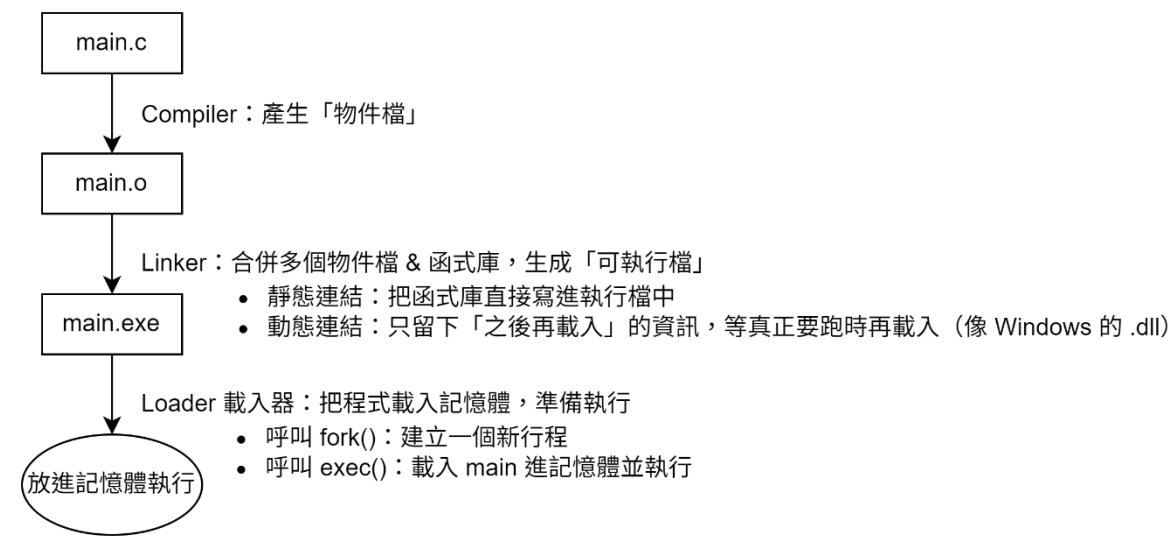 main.c
Compiler：產生「物件檔」
main.o
Linker：合併多個物件檔 & 函式庫，生成「可執行檔」
• 靜態連結：把函式庫直接寫進執行檔中
• 動態連結：只留下「之後再載入」的資訊，等真正要跑時再載入（像 Windows 的 .dll）
main.exe
Loader 載入器：把程式載入記憶體，準備執行
• 呼叫 fork()：建立一個新行程
• 呼叫 exec()：載入 main 進記憶體並執行
放進記憶體執行